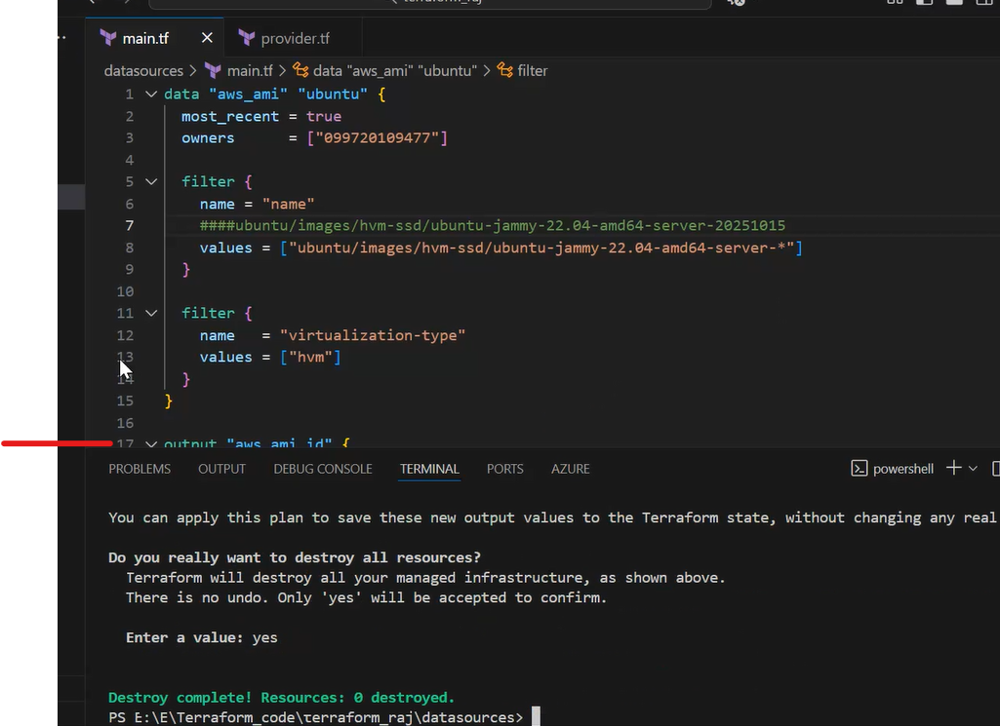 terraform_raj
main.tf
provider.tf
datasources > main.tf > data "aws_ami" "ubuntu" > filter
1 data "aws_ami" "ubuntu" {
2 most_recent = true
3 owners = ["099720109477"]
4
5 filter {
6 name = "name"
7 ####ubuntu/images/hvm-ssd/ubuntu-jammy-22.04-amd64-server-20251015
8 values = ["ubuntu/images/hvm-ssd/ubuntu-jammy-22.04-amd64-server-*"]
9 }
10
11 filter {
12 name = "virtualization-type"
13 values = ["hvm"]
14 }
15 }
16
17 output "aws_ami_id" {
PROBLEMS OUTPUT DEBUG CONSOLE TERMINAL PORTS AZURE powershell
You can apply this plan to save these new output values to the Terraform state, without changing any real
Do you really want to destroy all resources?
Terraform will destroy all your managed infrastructure, as shown above.
There is no undo. Only 'yes' will be accepted to confirm.
Enter a value: yes
Destroy complete! Resources: 0 destroyed.
PS E:\E\Terraform_code\terraform_raj\datasources>